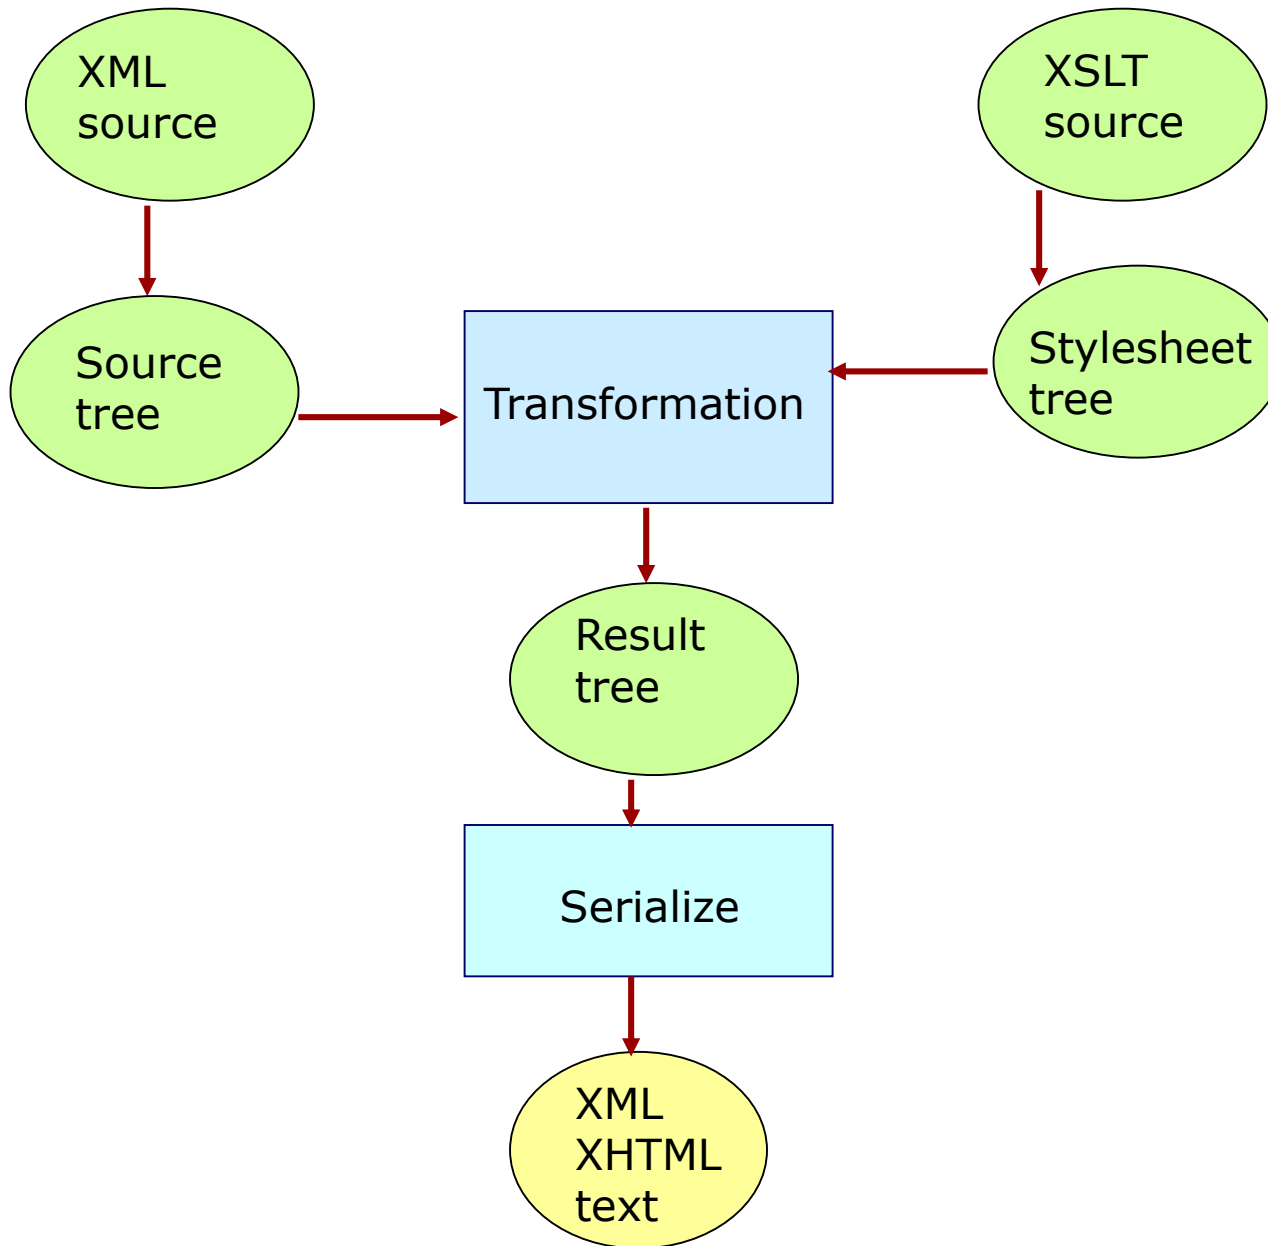 XML
source
XSLT
source
Source
tree
Transformation
Stylesheet
tree
Result
tree
Serialize
XML
XHTML
text